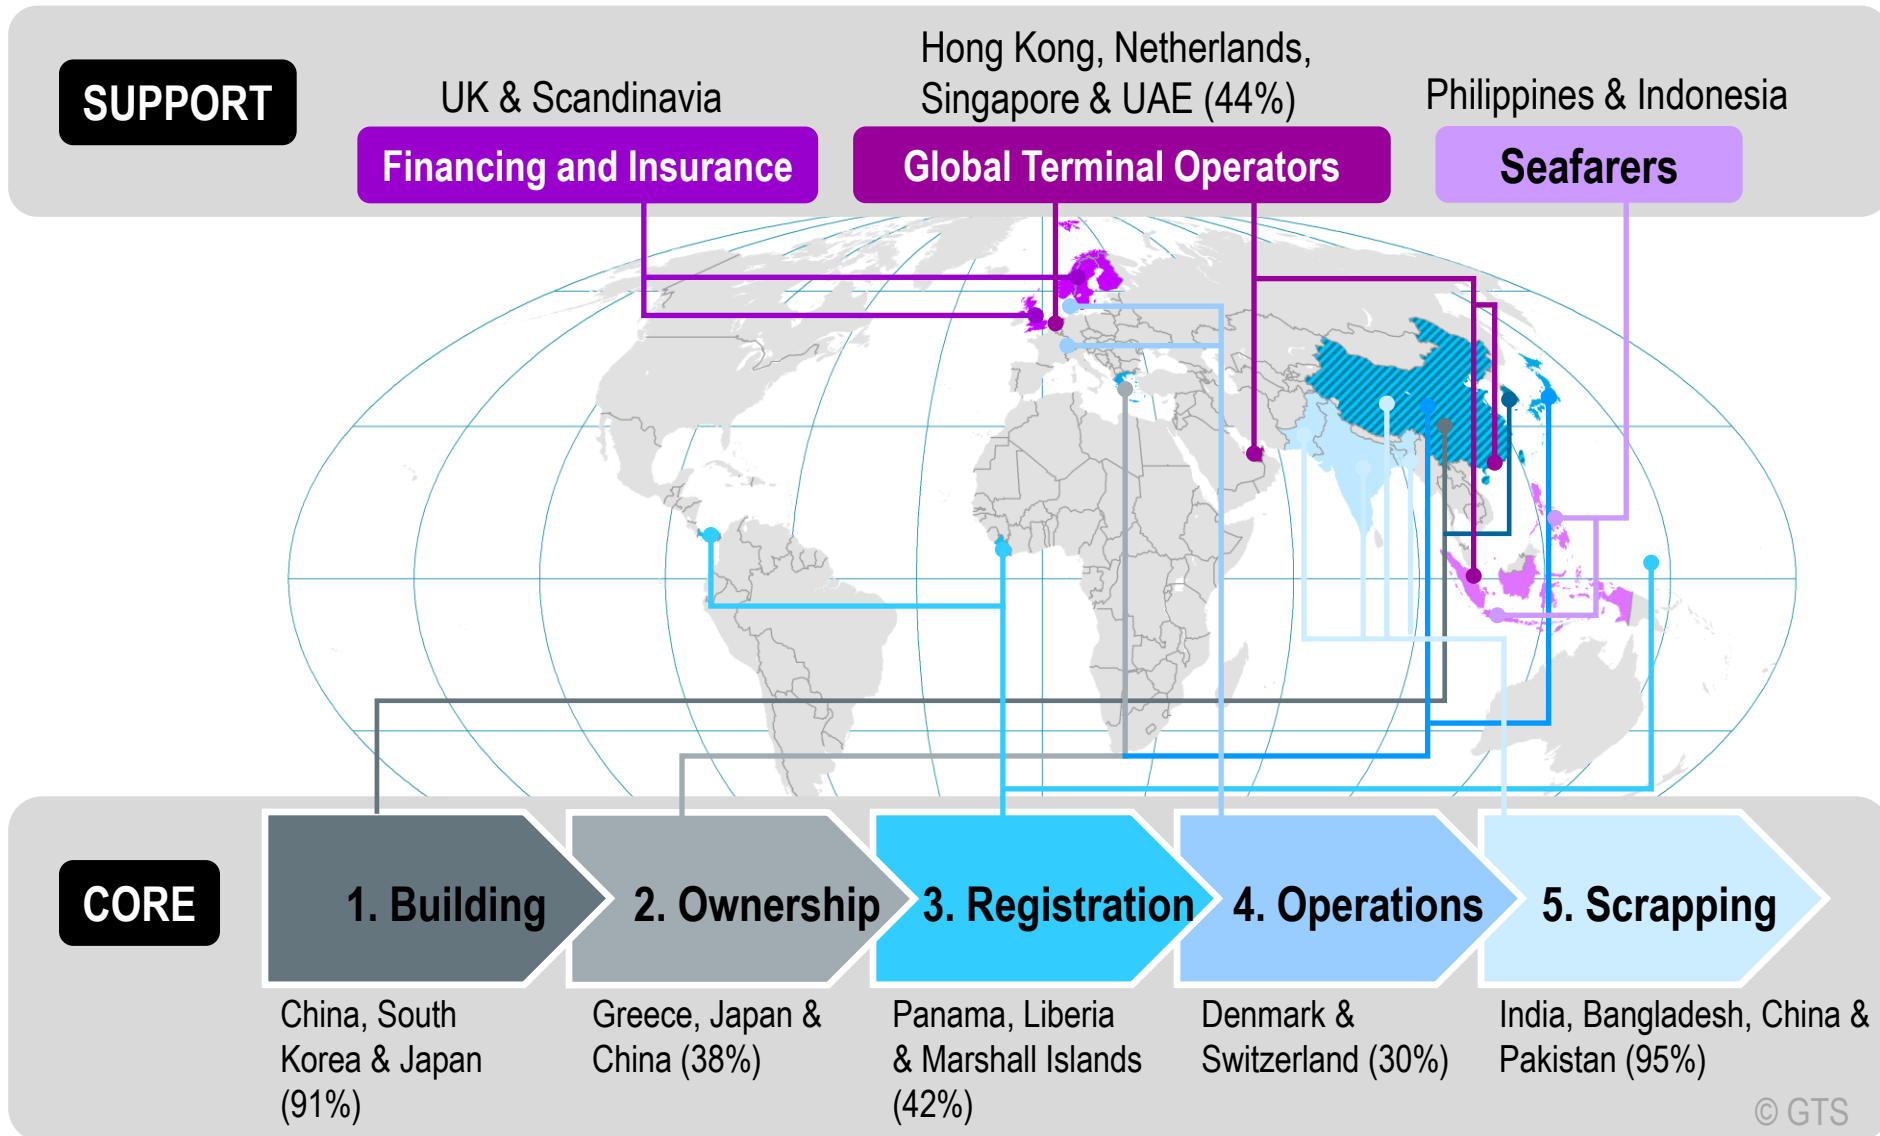 SUPPORT
UK & Scandinavia
Financing and Insurance
Hong Kong, Netherlands,
Singapore & UAE (44%)
Global Terminal Operators
Philippines & Indonesia
Seafarers
CORE
1. Building
2. Ownership
3. Registration
4. Operations
5. Scrapping
China, South
Korea & Japan
(91%)
Greece, Japan &
China (38%)
Panama, Liberia
& Marshall Islands
(42%)
Denmark &
Switzerland (30%)
India, Bangladesh, China &
Pakistan (95%)
© GTS